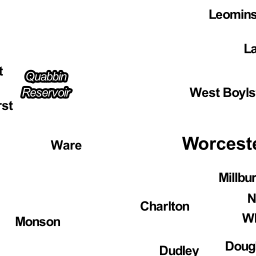 Leomins
La
t
Quabbin
Reservoir
West Boyls
rst
Ware
Worceste
Millbur
N
Charlton
Wh
Monson
Doug
Dudley